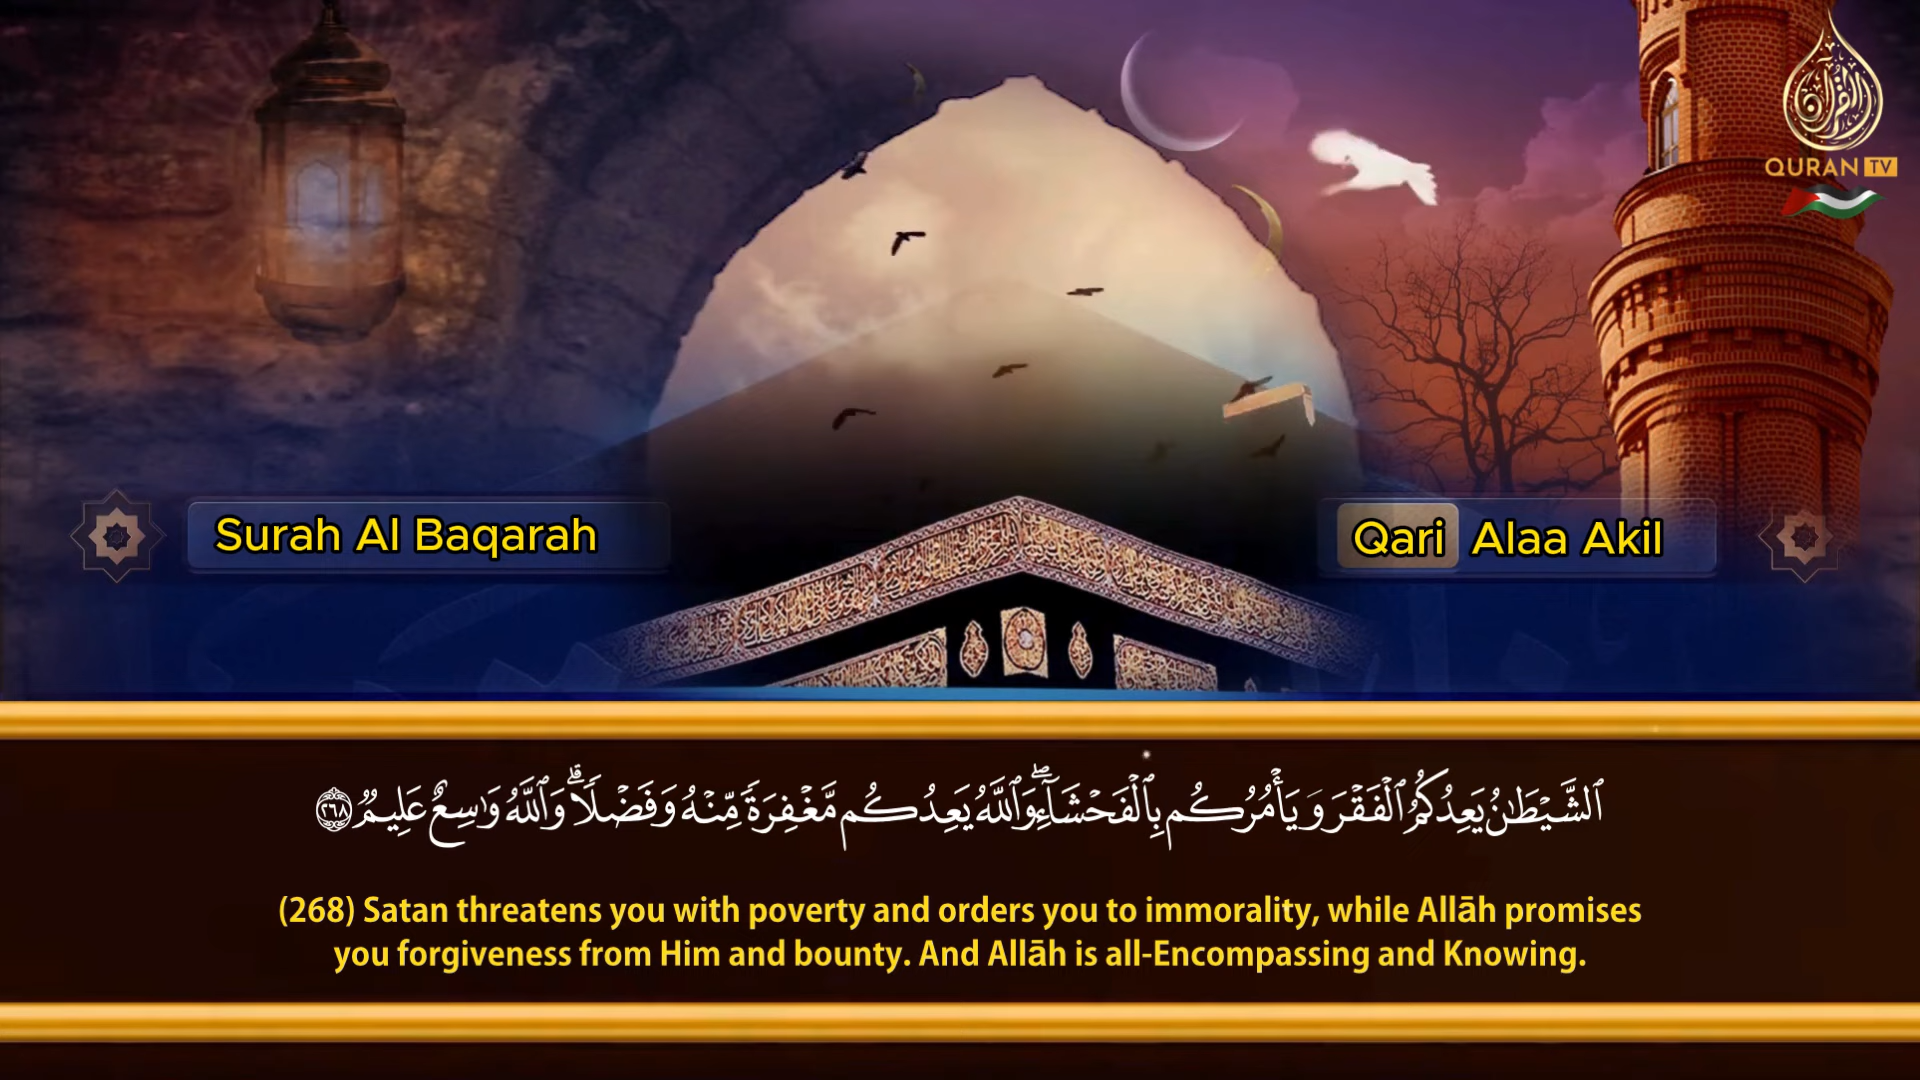 القرآن
QURAN TV
Surah Al Baqarah
Qari Alaa Akil
ٱلشَّيْطَٰنُ يَعِدُكُمُ ٱلْفَقْرَ وَيَأْمُرُكُم بِٱلْفَحْشَآءِ ۖ وَٱللَّهُ يَعِدُكُم مَّغْفِرَةً مِّنْهُ وَفَضْلًا ۗ وَٱللَّهُ وَٰسِعٌ عَلِيمٌ ٢٦٨
(268) Satan threatens you with poverty and orders you to immorality, while Allāh promises
you forgiveness from Him and bounty. And Allāh is all-Encompassing and Knowing.